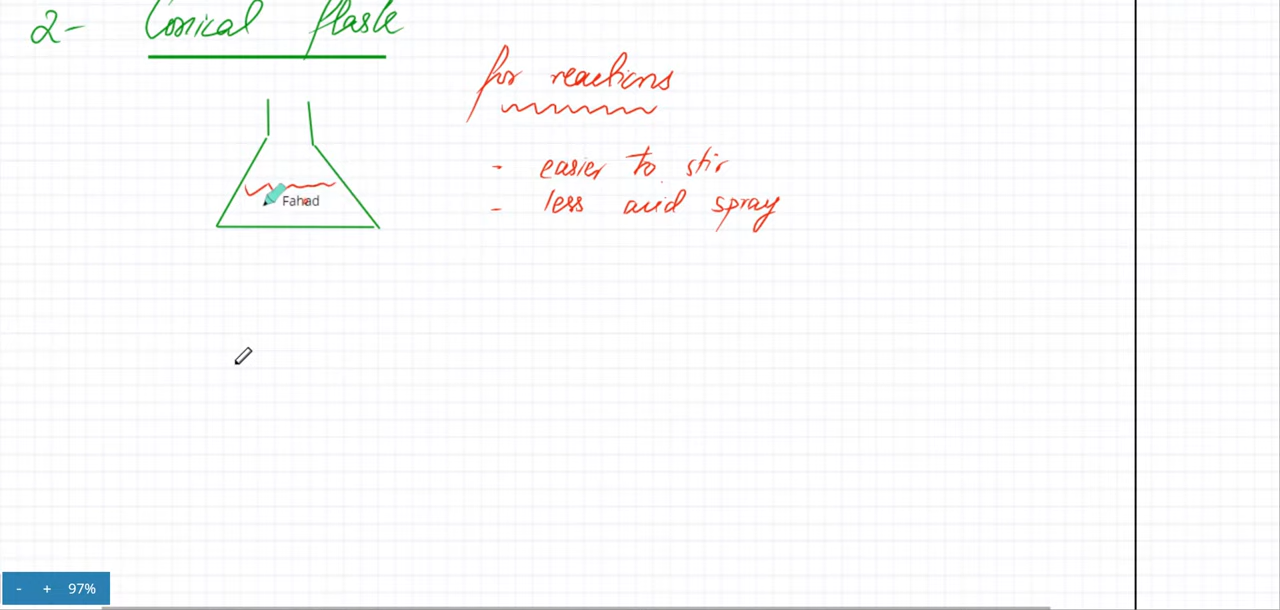 2- Conical flask
for reactions
- easier to stir
- less acid spray
Fahad
- + 97%